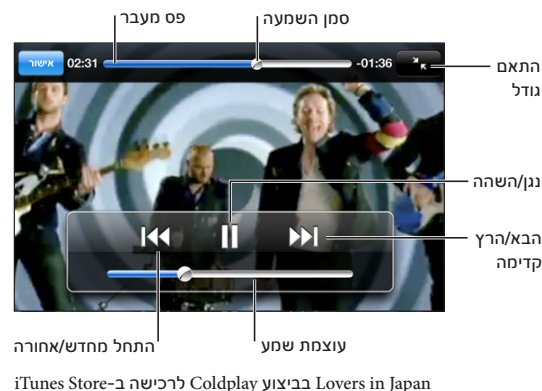 סמן השמעה
פס מעבר
אישור
02:31
-01:36
התאם
גודל
נגן/השהה
הבא/הרץ
קדימה
עוצמת שמע
התחל מחדש/אחורה
Lovers in Japan בביצוע Coldplay לרכישה ב-iTunes Store